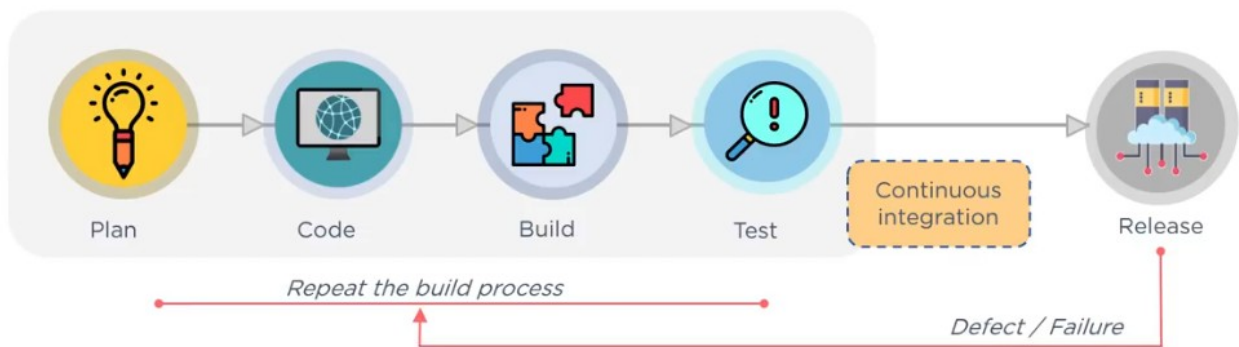 Plan
Code
Build
Test
Continuous
integration
Release
Repeat the build process
Defect / Failure